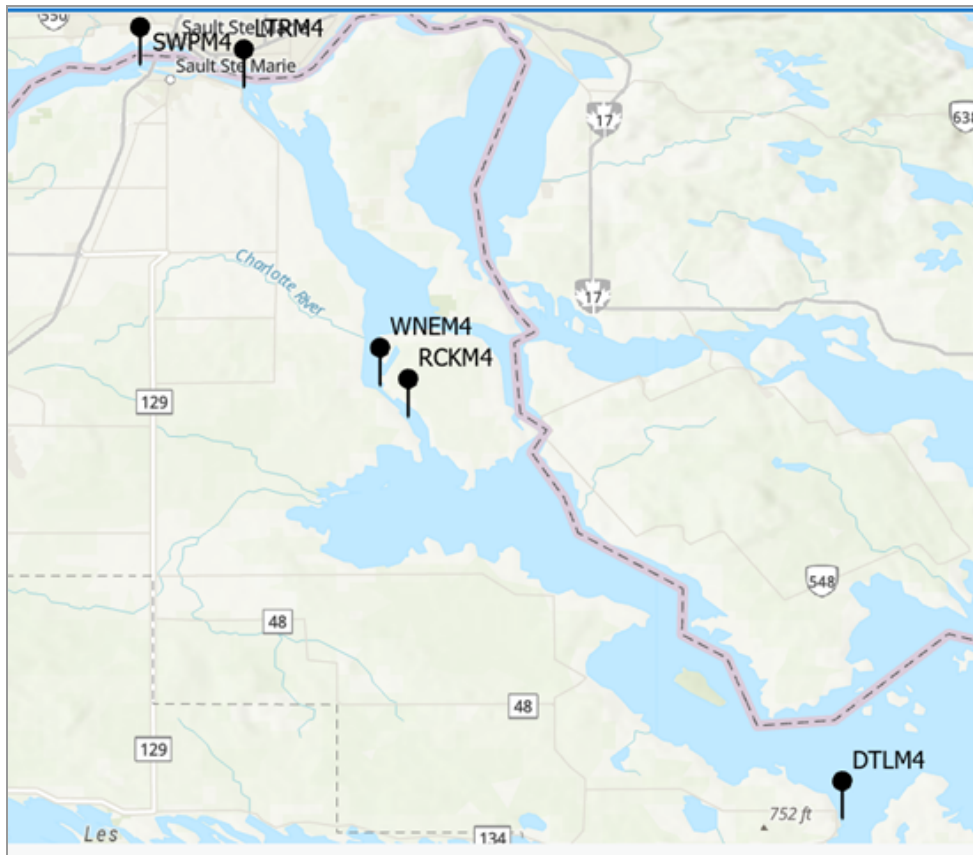 550
Sault Ste Marie
LTRM4
SWPM4
Sault Ste Marie
17
638
Charlotte River
17
WNEM4
RCKM4
129
548
48
48
129
DTLM4
752 ft
Les
134